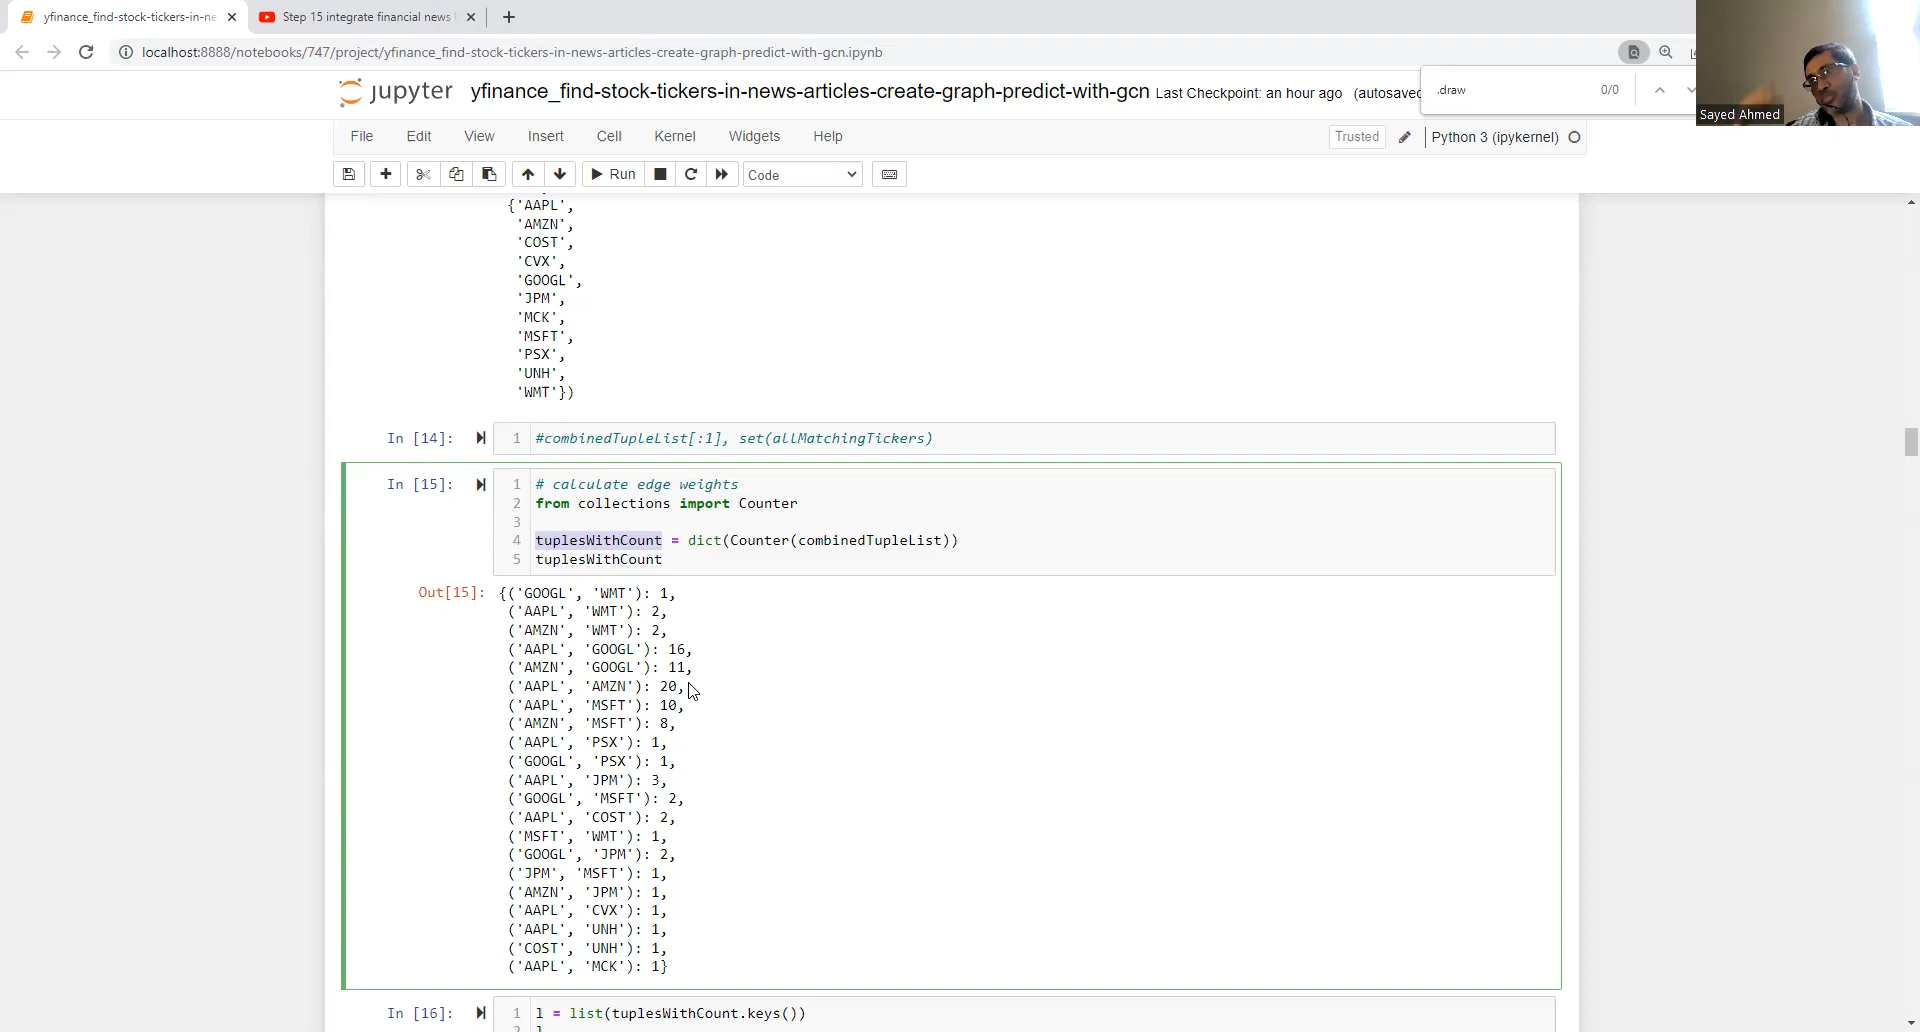 yfinance_find-stock-tickers-in-ne
Step 15 integrate financial news
localhost:8888/notebooks/747/project/yfinance_find-stock-tickers-in-news-articles-create-graph-predict-with-gcn.ipynb
jupyter yfinance_find-stock-tickers-in-news-articles-create-graph-predict-with-gcn Last Checkpoint: an hour ago (autosaved
.draw 0/0
Sayed Ahmed
File Edit View Insert Cell Kernel Widgets Help
Trusted Python 3 (ipykernel)
Run Code
{'AAPL',
'AMZN',
'COST',
'CVX',
'GOOGL',
'JPM',
'MCK',
'MSFT',
'PSX',
'UNH',
'WMT'})
In [14]: 1 #combinedTupleList[:1], set(allMatchingTickers)
In [15]: 1 # calculate edge weights
2 from collections import Counter
3
4 tuplesWithCount = dict(Counter(combinedTupleList))
5 tuplesWithCount
Out[15]: {('GOOGL', 'WMT'): 1,
('AAPL', 'WMT'): 2,
('AMZN', 'WMT'): 2,
('AAPL', 'GOOGL'): 16,
('AMZN', 'GOOGL'): 11,
('AAPL', 'AMZN'): 20,
('AAPL', 'MSFT'): 10,
('AMZN', 'MSFT'): 8,
('AAPL', 'PSX'): 1,
('GOOGL', 'PSX'): 1,
('AAPL', 'JPM'): 3,
('GOOGL', 'MSFT'): 2,
('AAPL', 'COST'): 2,
('MSFT', 'WMT'): 1,
('GOOGL', 'JPM'): 2,
('JPM', 'MSFT'): 1,
('AMZN', 'JPM'): 1,
('AAPL', 'CVX'): 1,
('AAPL', 'UNH'): 1,
('COST', 'UNH'): 1,
('AAPL', 'MCK'): 1}
In [16]: 1 l = list(tuplesWithCount.keys())